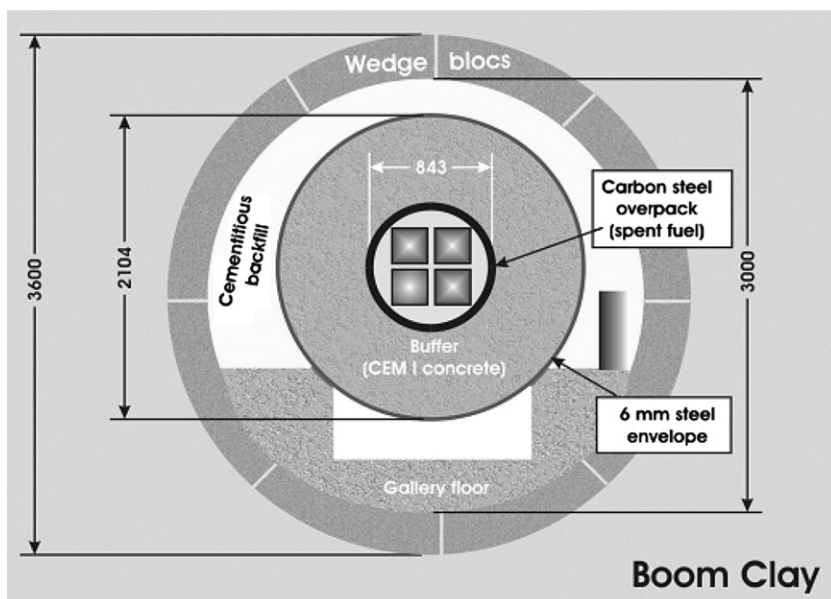 Wedge blocs
843
Carbon steel
overpack
(spent fuel)
Cementitious
backfill
3600
2104
3000
Buffer
(CEM I concrete)
6 mm steel
envelope
Gallery floor
Boom Clay